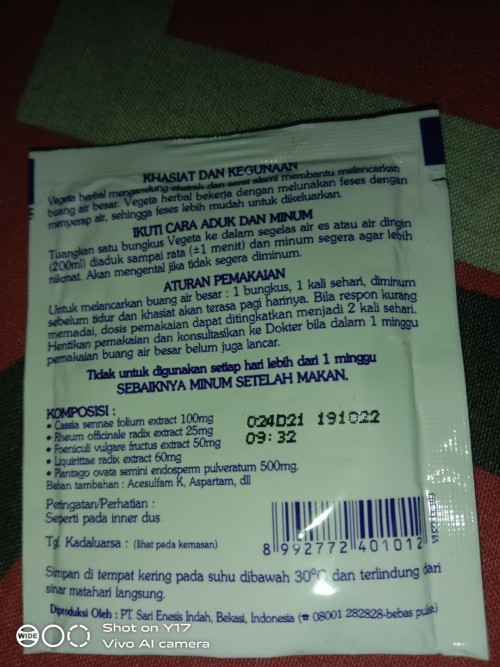 KHASIAT DAN KEGUNAAN
Vegeta herbal mengandung ekstrak dan serat alami membantu melancarkan
buang air besar. Vegeta herbal bekerja dengan melunakan feses dengan
menyerap air, sehingga feses lebih mudah untuk dikeluarkan.
IKUTI CARA ADUK DAN MINUM
Tuangkan satu bungkus Vegeta ke dalam segelas air es atau air dingin
(200ml) diaduk sampai rata (±1 menit) dan minum segera agar lebih
nikmat. Akan mengental jika tidak segera diminum.
ATURAN PEMAKAIAN
Untuk melancarkan buang air besar : 1 bungkus, 1 kali sehari, diminum
sebelum tidur dan khasiat akan terasa pagi harinya. Bila respon kurang
memadai, dosis pemakaian dapat ditingkatkan menjadi 2 kali sehari.
Hentikan pemakaian dan konsultasikan ke Dokter bila dalam 1 minggu
pemakaian buang air besar belum juga lancar.
Tidak untuk digunakan setiap hari lebih dari 1 minggu
SEBAIKNYA MINUM SETELAH MAKAN.
KOMPOSISI :
• Cassia sennae folium extract 100mg
• Rheum officinale radix extract 25mg
• Foeniculi vulgare fructus extract 50mg
• Liquirittae radix extract 60mg
• Pantago ovata semini endosperm pulveratum 500mg.
Bahan tambahan : Acesulfam K, Aspartam, dll
024D21 191022
09:32
Peringatan/Perhatian :
Seperti pada inner dus
Tgl. Kadaluarsa : (lihat pada kemasan)
8 992772 401012
Simpan di tempat kering pada suhu dibawah 30°C dan terlindung dari
sinar matahari langsung.
Diproduksi Oleh : PT. Sari Enesis Indah, Bekasi, Indonesia (☎ 08001 282828-bebas pulsa)
WIDE
Shot on Y17
Vivo AI camera